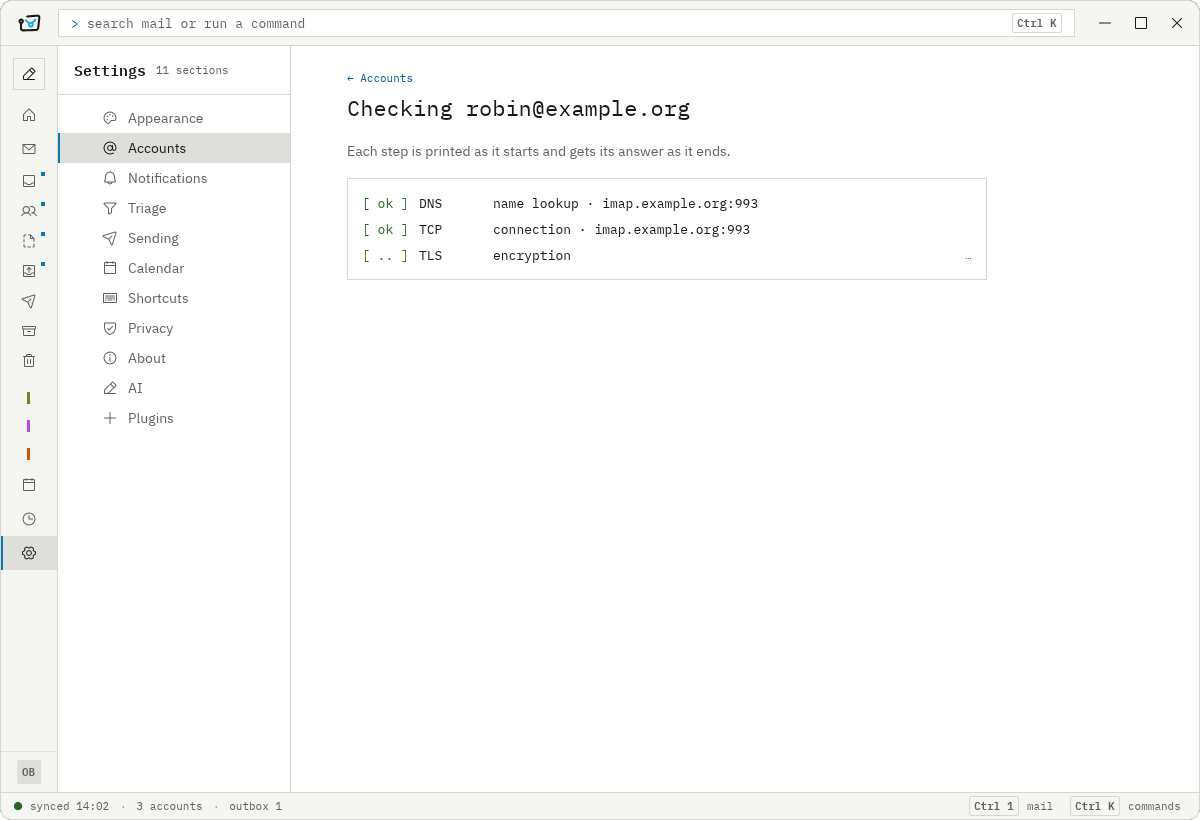 > search mail or run a command Ctrl K
Settings 11 sections
Appearance
Accounts
Notifications
Triage
Sending
Calendar
Shortcuts
Privacy
About
AI
Plugins
← Accounts
Checking robin@example.org
Each step is printed as it starts and gets its answer as it ends.
[ ok ] DNS name lookup · imap.example.org:993
[ ok ] TCP connection · imap.example.org:993
[ .. ] TLS encryption …
OB
synced 14:02 · 3 accounts · outbox 1
Ctrl 1 mail Ctrl K commands